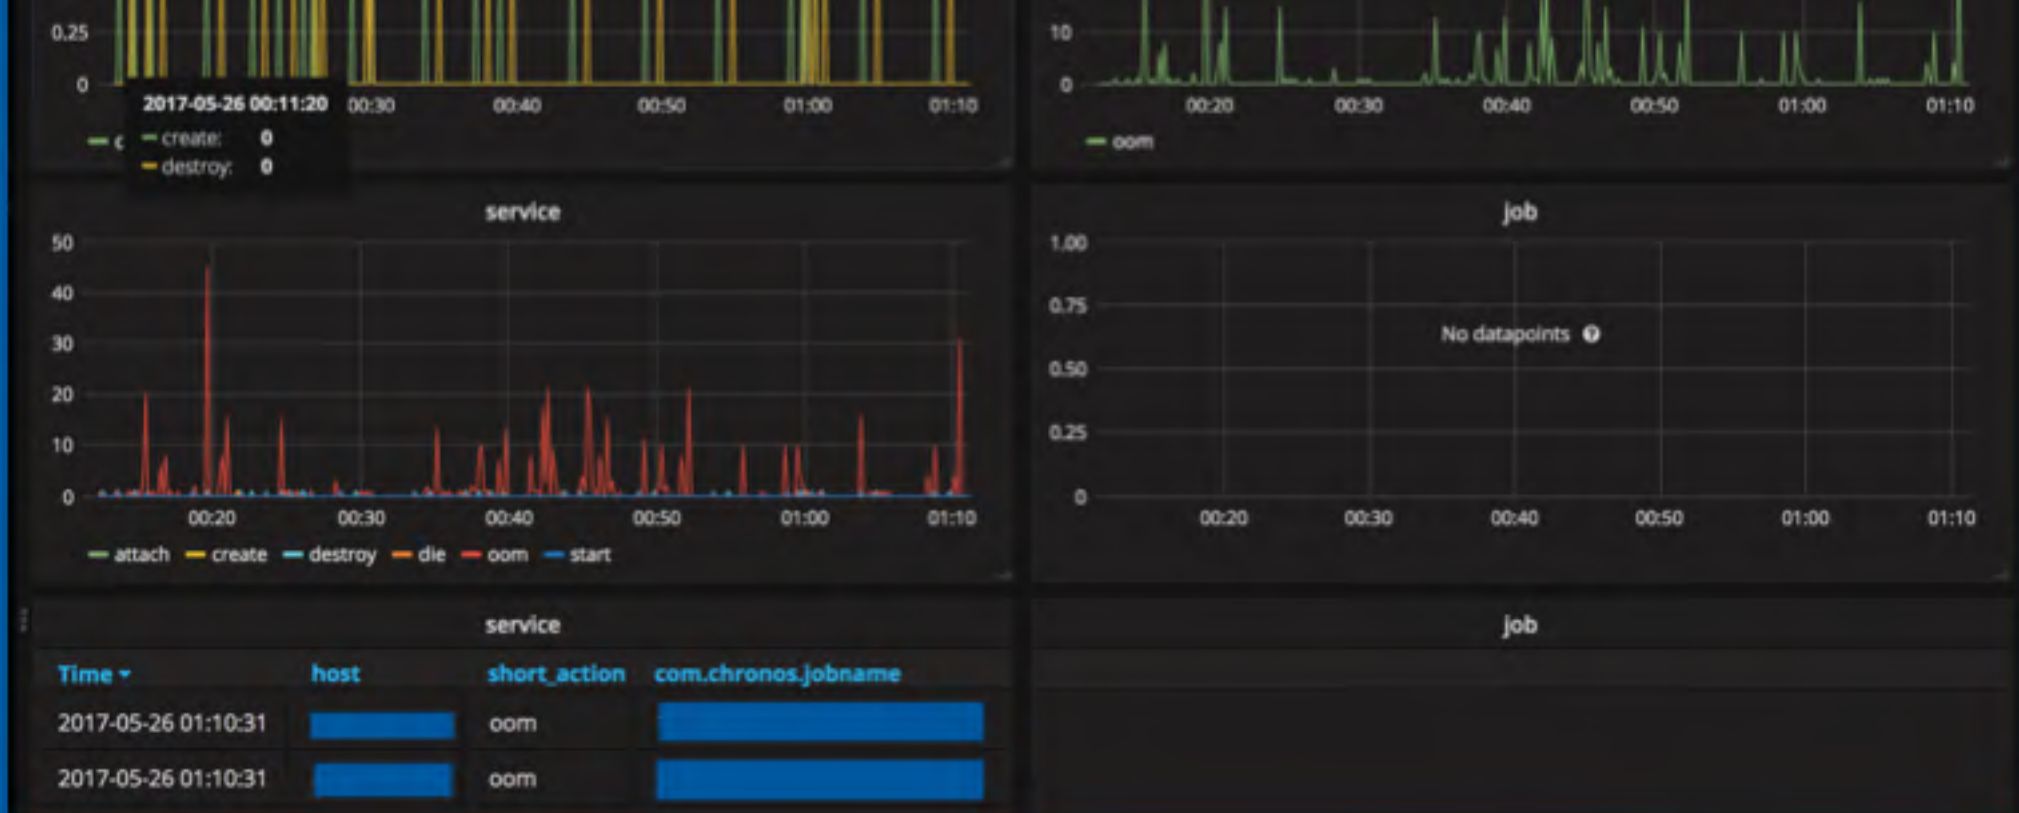 0.25
0
2017-05-26 00:11:20
create: 0
destroy: 0
00:30 00:40 00:50 01:00 01:10
c
10
0
00:20 00:30 00:40 00:50 01:00 01:10
oom
service
50
40
30
20
10
0
00:20 00:30 00:40 00:50 01:00 01:10
attach create destroy die oom start
job
1.00
0.75
No datapoints ?
0.50
0.25
0
00:20 00:30 00:40 00:50 01:00 01:10
service
Time host short_action com.chronos.jobname
2017-05-26 01:10:31 oom
2017-05-26 01:10:31 oom
job